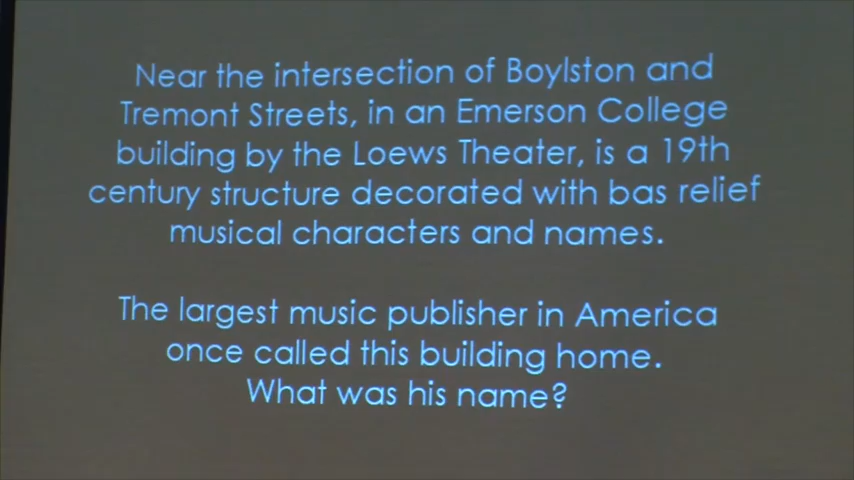 Near the intersection of Boylston and
Tremont Streets, in an Emerson College
building by the Loews Theater, is a 19th
century structure decorated with bas relief
musical characters and names.
The largest music publisher in America
once called this building home.
What was his name?